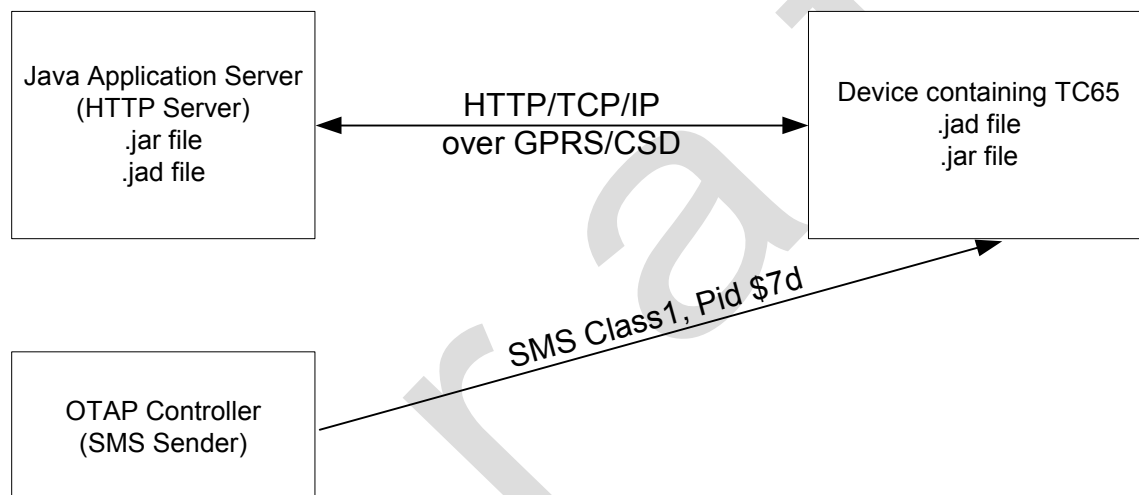 Java Application Server
(HTTP Server)
.jar file
.jad file
HTTP/TCP/IP
over GPRS/CSD
Device containing TC65
.jad file
.jar file
SMS Class1, Pid $7d
OTAP Controller
(SMS Sender)